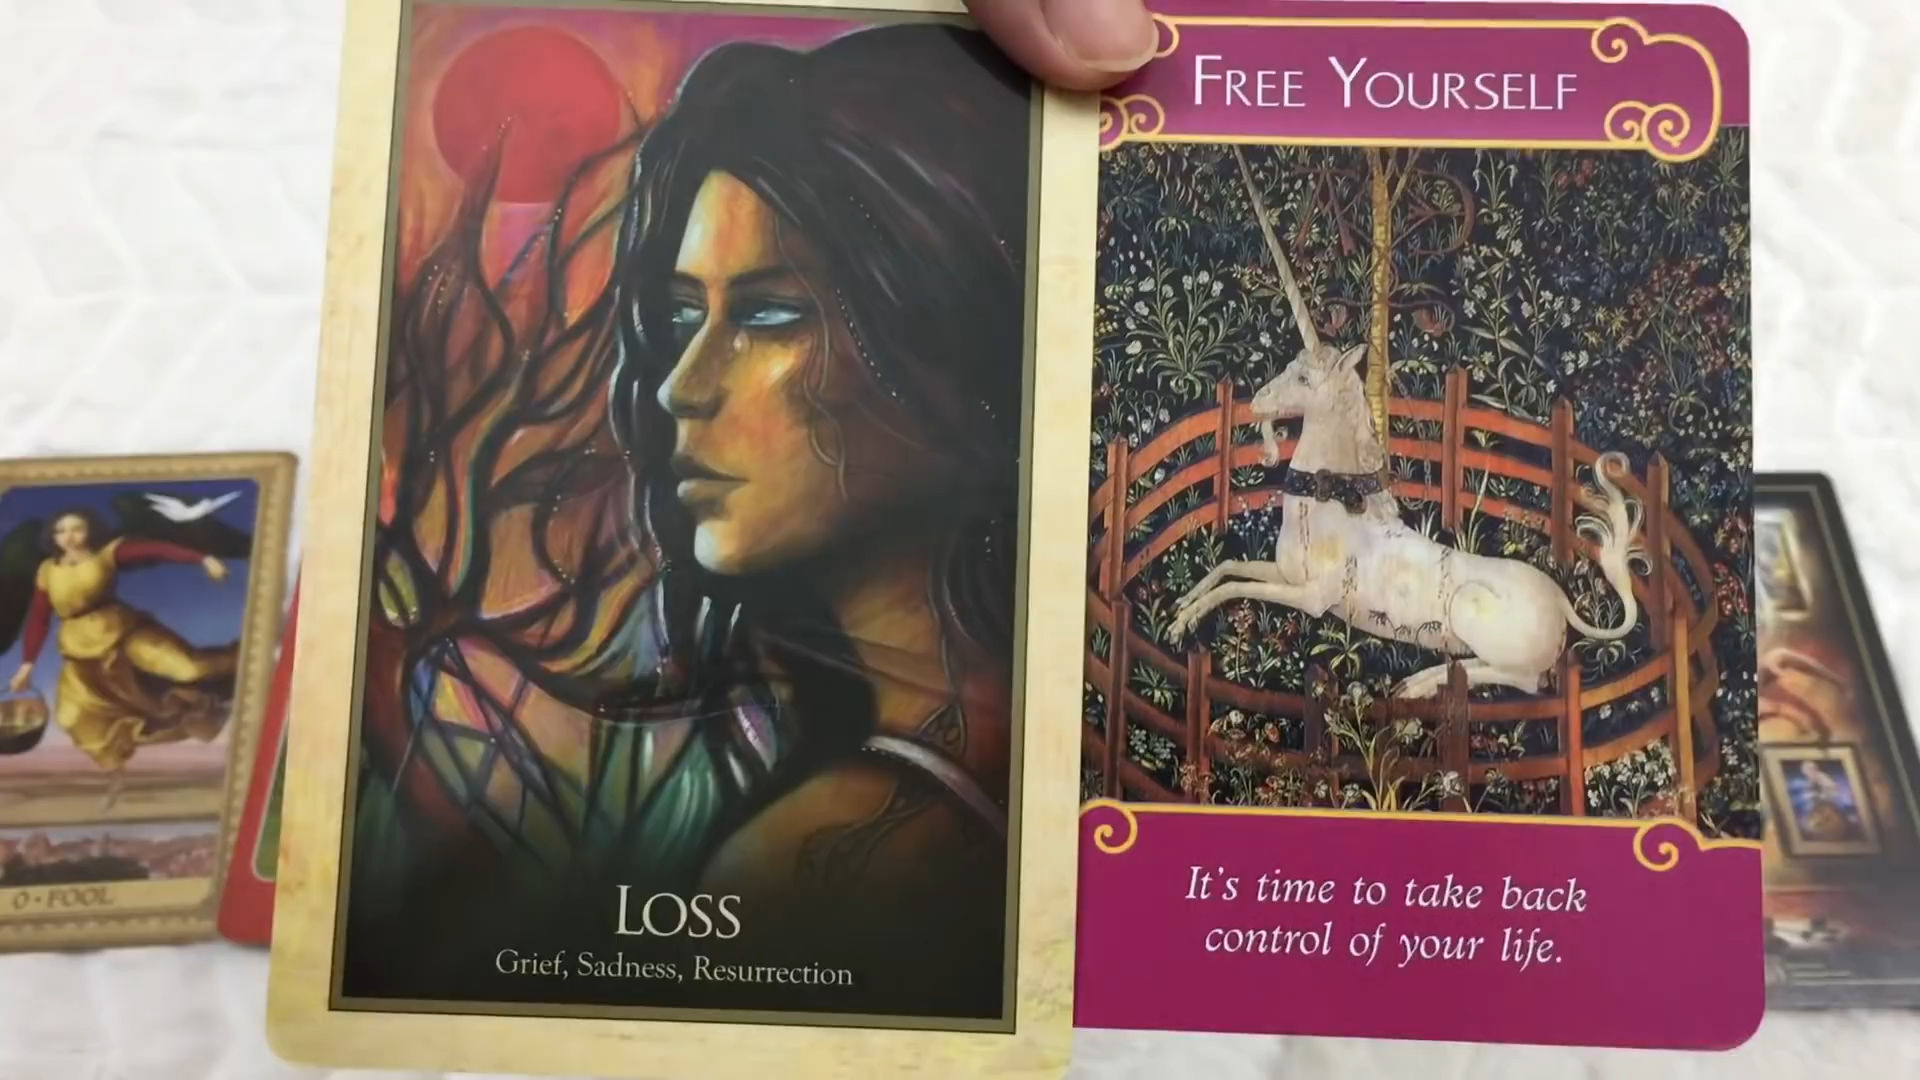 LOSS
Grief, Sadness, Resurrection
FREE YOURSELF
It's time to take back
control of your life.
0 • FOOL